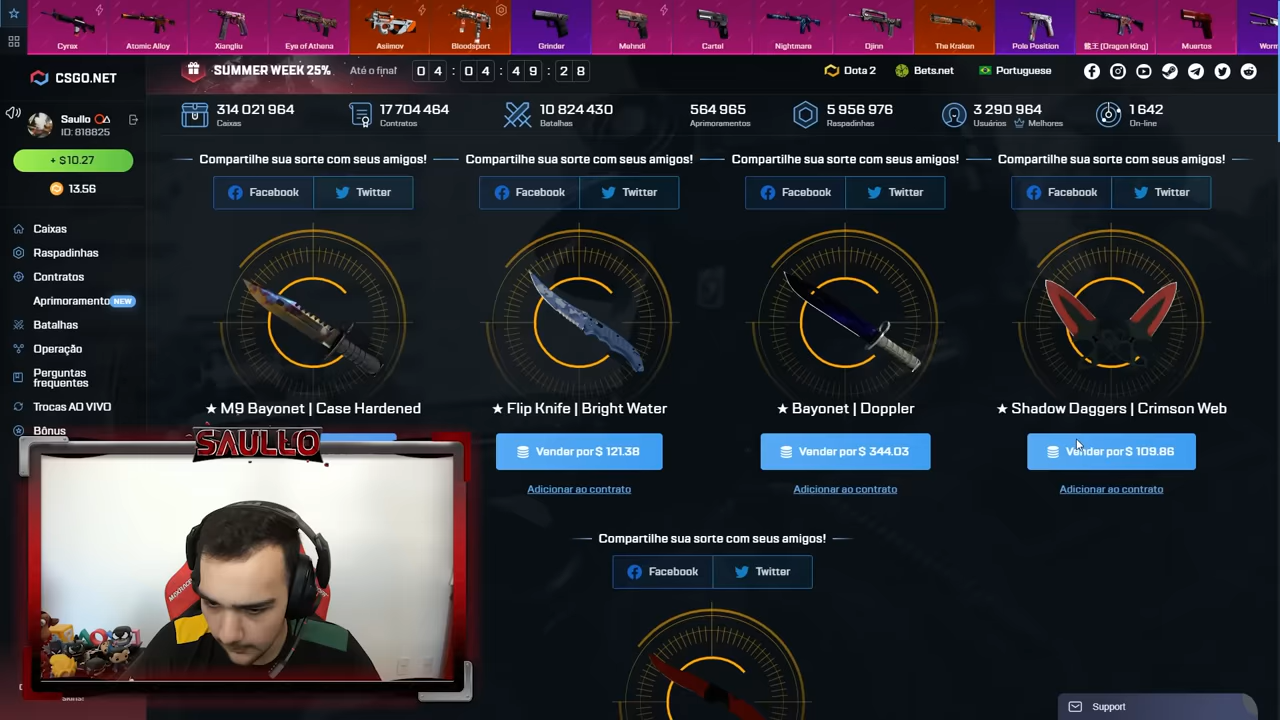 Cyrex
Atomic Alloy
Xiangliu
Eye of Athena
Asiimov
Bloodsport
Grinder
Mehndi
Cartel
Nightmare
Djinn
The Kraken
Pole Position
龍王 (Dragon King)
Muertos
CSGO.NET
SUMMER WEEK 25%
Até o final!
04:04:49:28
Dota 2
Bets.net
Portuguese
Saullo
ID: 818825
+ $10.27
13.56
314 021 964
Caixas
17 704 464
Contratos
10 824 430
Batalhas
564 965
Aprimoramentos
5 956 976
Raspadinhas
3 290 964
Usuários
Melhores
1 642
On-line
Caixas
Raspadinhas
Contratos
Aprimoramento
NEW
Batalhas
Operação
Perguntas
frequentes
Trocas AO VIVO
Bônus
Compartilhe sua sorte com seus amigos!
Compartilhe sua sorte com seus amigos!
Compartilhe sua sorte com seus amigos!
Compartilhe sua sorte com seus amigos!
Facebook
Twitter
Facebook
Twitter
Facebook
Twitter
Facebook
Twitter
★ M9 Bayonet | Case Hardened
★ Flip Knife | Bright Water
★ Bayonet | Doppler
★ Shadow Daggers | Crimson Web
Vender por $ 121.38
Vender por $ 344.03
Vender por $ 109.86
Adicionar ao contrato
Adicionar ao contrato
Adicionar ao contrato
SAULLO
Compartilhe sua sorte com seus amigos!
Facebook
Twitter
Support